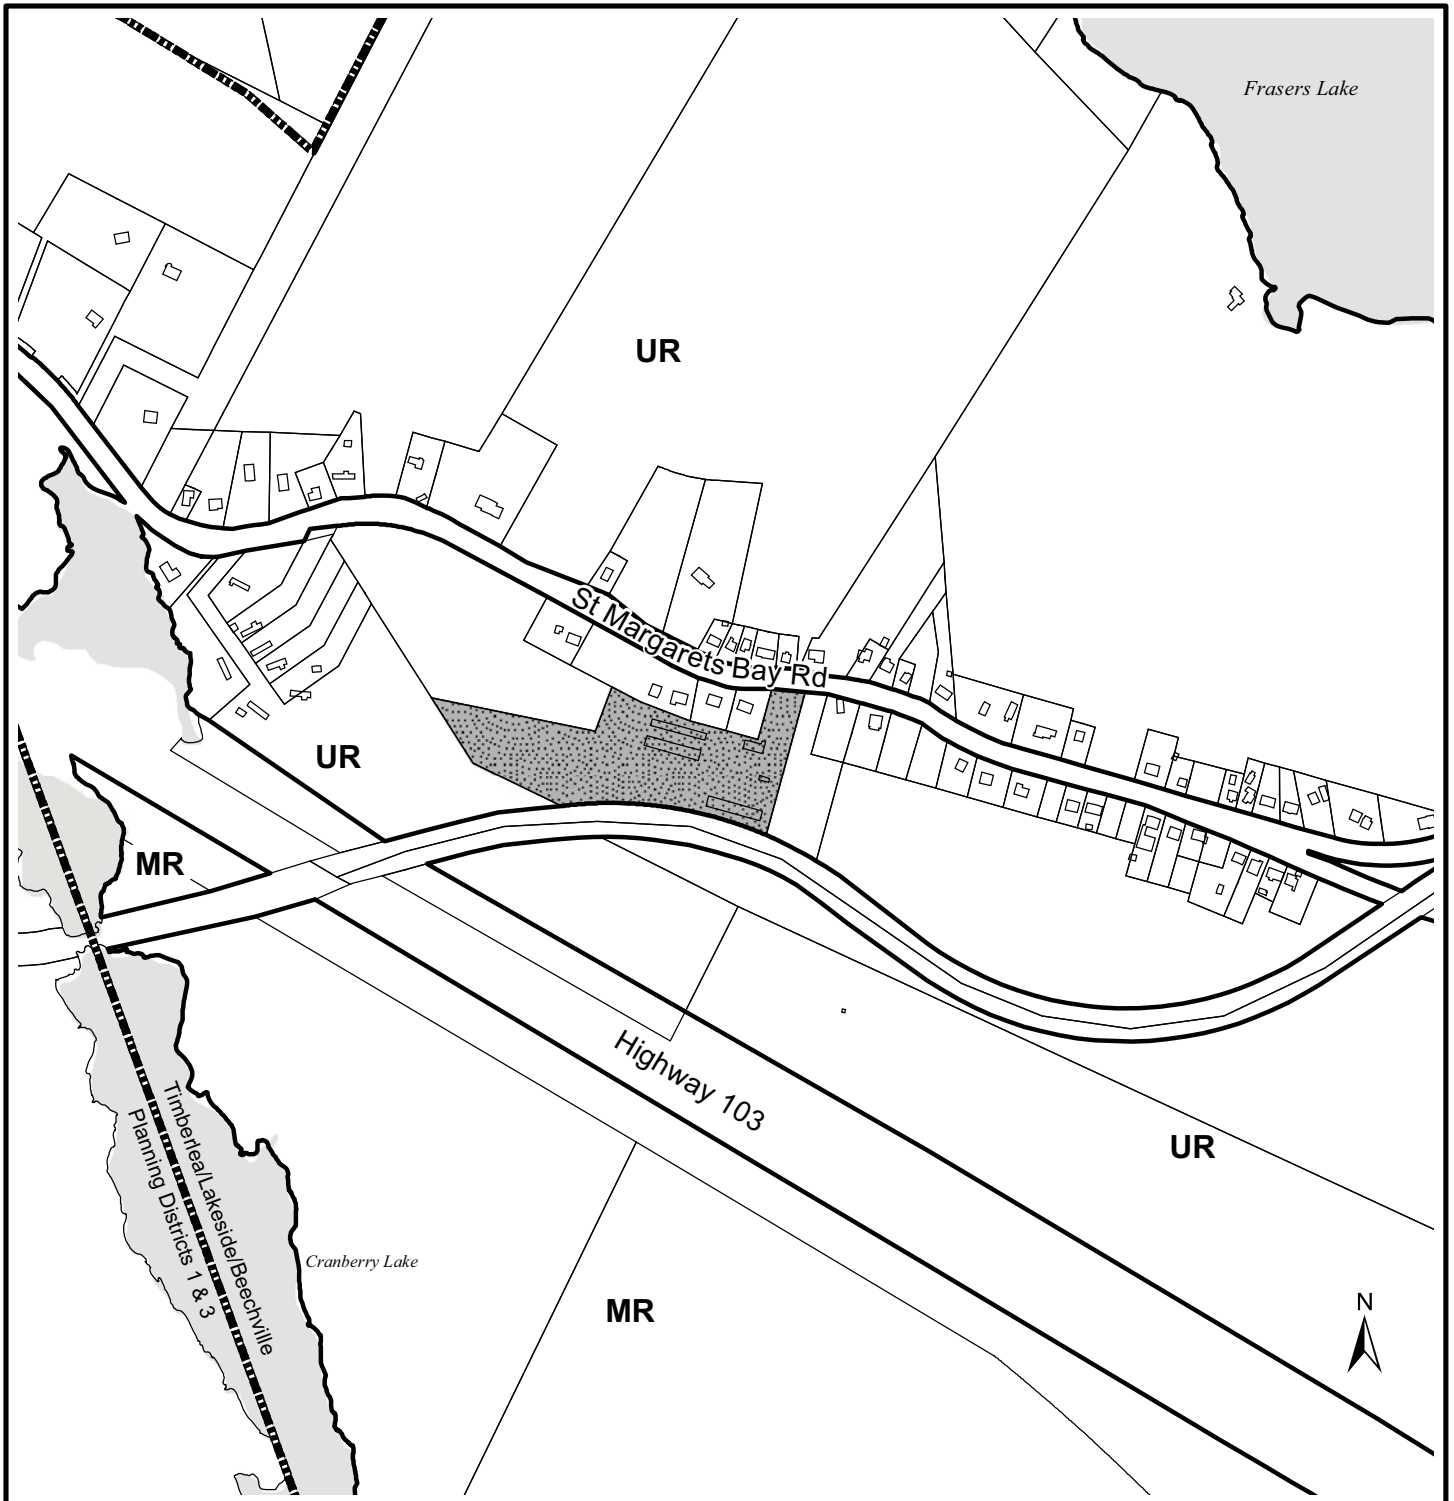 Frasers Lake
UR
St Margarets Bay Rd
UR
MR
Highway 103
Timberlea/Lakeside/Beechville
Planning Districts 1 & 3
UR
Cranberry Lake
MR
N